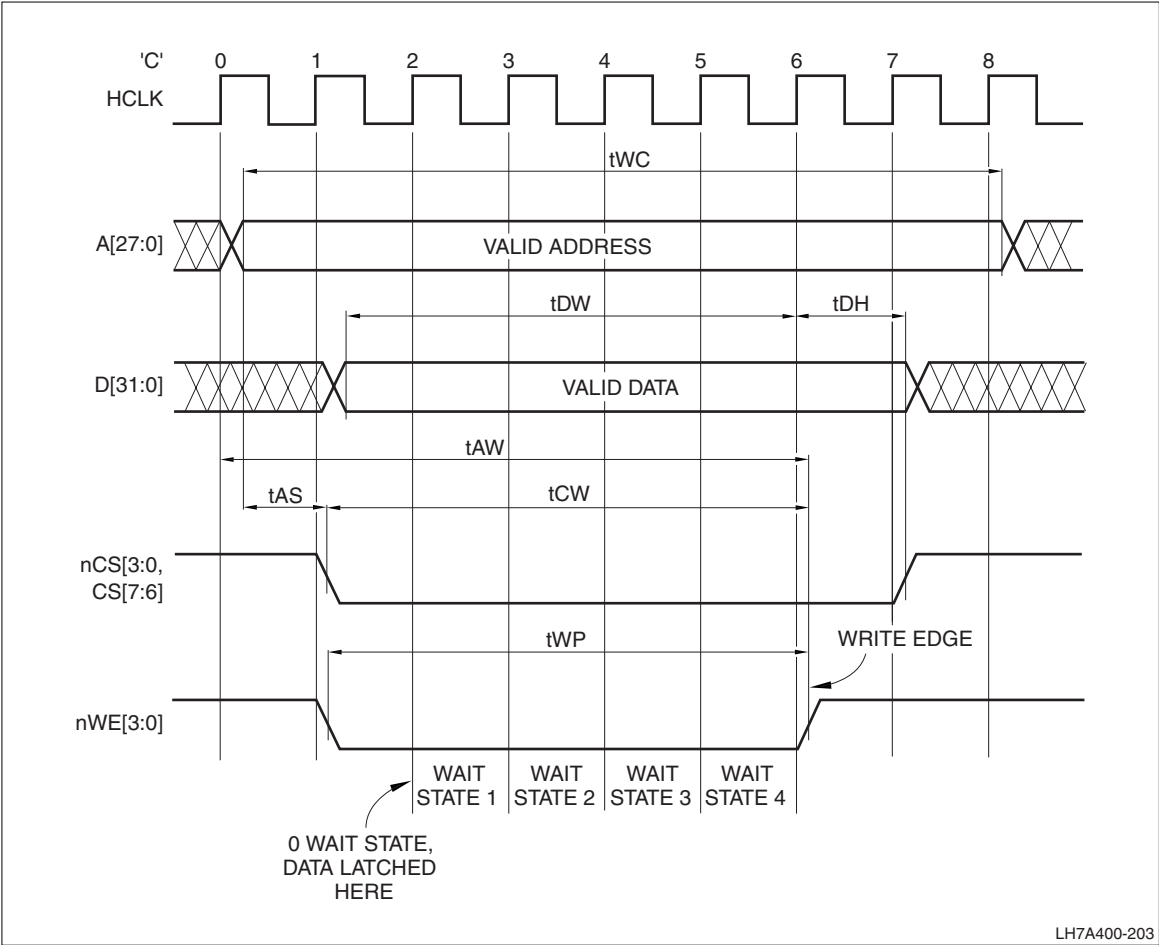 'C' 0 1 2 3 4 5 6 7 8
HCLK
tWC
A[27:0] VALID ADDRESS
tDW tDH
D[31:0] VALID DATA
tAW
tAS tCW
nCS[3:0,
CS[7:6]
tWP WRITE EDGE
nWE[3:0]
WAIT WAIT WAIT WAIT
STATE 1 STATE 2 STATE 3 STATE 4
0 WAIT STATE,
DATA LATCHED
HERE
LH7A400-203